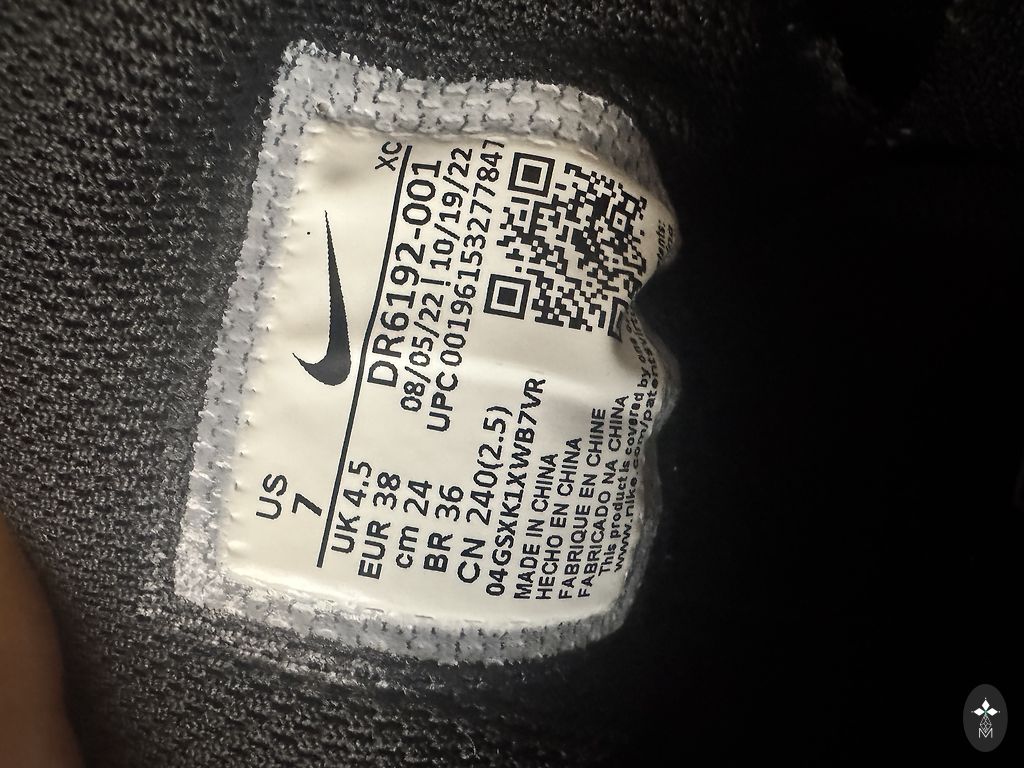 US
7
XC
UK 4.5
EUR 38
cm 24
BR 36
CN 240(2.5)
DR6192-001
08/05/22 | 10/19/22
UPC 00196153277847
04GSXK1XWB7VR
MADE IN CHINA
HECHO EN CHINA
FABRIQUE EN CHINE
FABRICADO NA CHINA
This product is covered by one
www.nike.com/patents
M